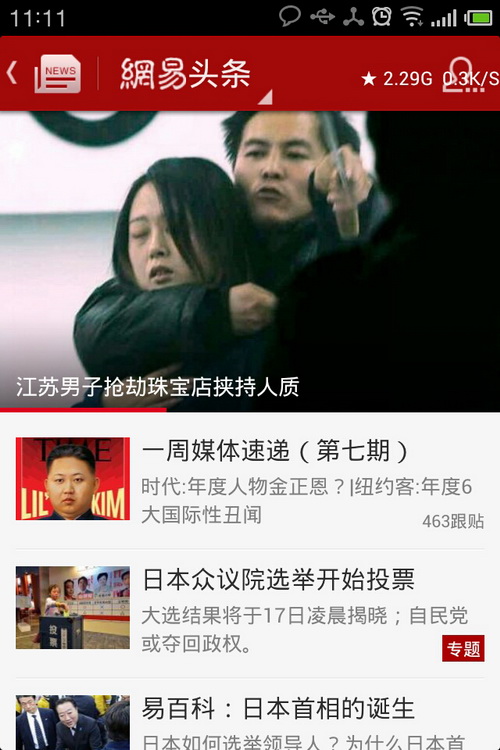 11:11
NEWS
網易头条
★ 2.29G 0.3K/S
江苏男子抢劫珠宝店挟持人质
TIME
LIL' KIM
一周媒体速递（第七期）
时代:年度人物金正恩？|纽约客:年度6
大国际性丑闻
463跟贴
日本众议院选举开始投票
大选结果将于17日凌晨揭晓；自民党
或夺回政权。
专题
投票
易百科：日本首相的诞生
日本如何选举领导人？为什么日本首